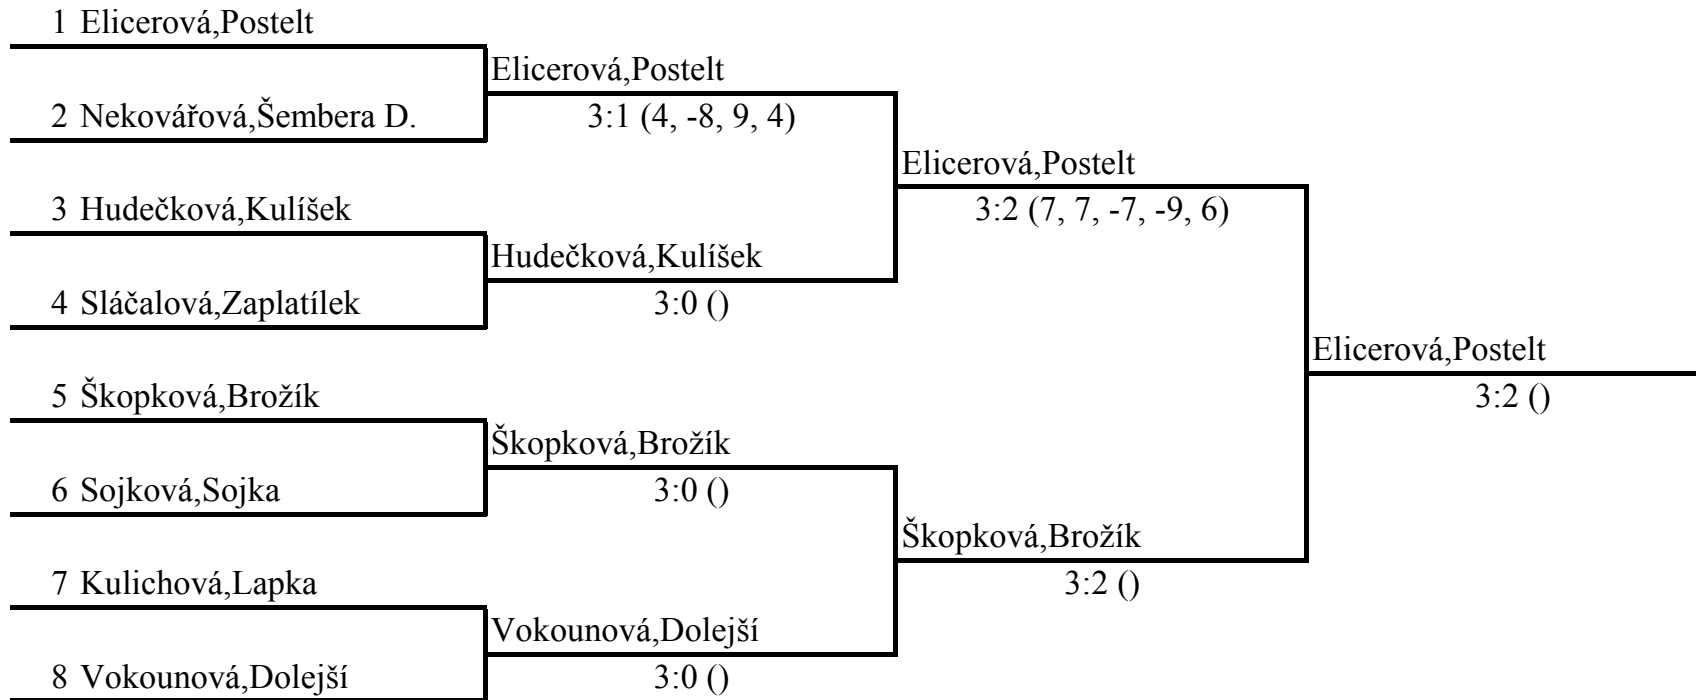 1 Elicerová,Postelt
Elicerová,Postelt
2 Nekovářová,Šembera D.
3:1 (4, -8, 9, 4)
Elicerová,Postelt
3 Hudečková,Kulíšek
3:2 (7, 7, -7, -9, 6)
Hudečková,Kulíšek
4 Sláčalová,Zaplatílek
3:0 ()
Elicerová,Postelt
5 Škopková,Brožík
3:2 ()
Škopková,Brožík
6 Sojková,Sojka
3:0 ()
Škopková,Brožík
7 Kulichová,Lapka
3:2 ()
Vokounová,Dolejší
8 Vokounová,Dolejší
3:0 ()